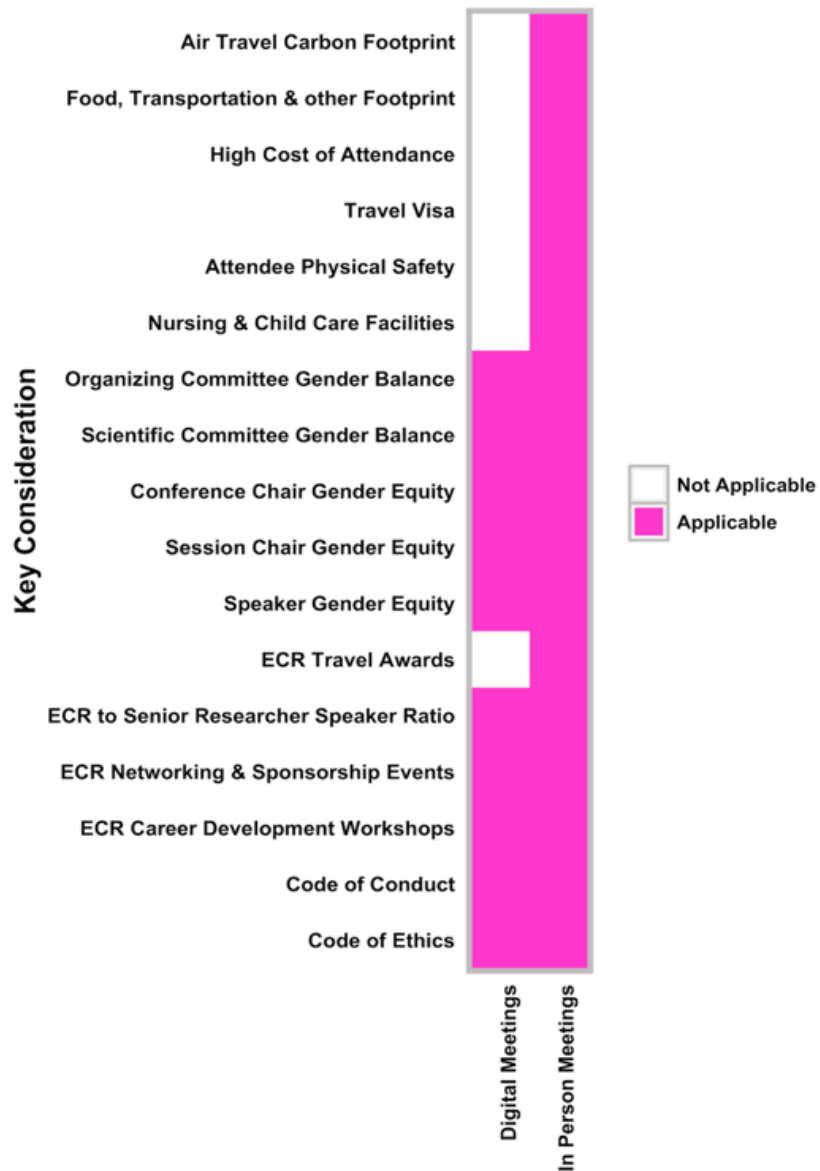 Key Consideration
Air Travel Carbon Footprint
Food, Transportation & other Footprint
High Cost of Attendance
Travel Visa
Attendee Physical Safety
Nursing & Child Care Facilities
Organizing Committee Gender Balance
Scientific Committee Gender Balance
Conference Chair Gender Equity
Session Chair Gender Equity
Speaker Gender Equity
ECR Travel Awards
ECR to Senior Researcher Speaker Ratio
ECR Networking & Sponsorship Events
ECR Career Development Workshops
Code of Conduct
Code of Ethics
Not Applicable
Applicable
Digital Meetings
In Person Meetings